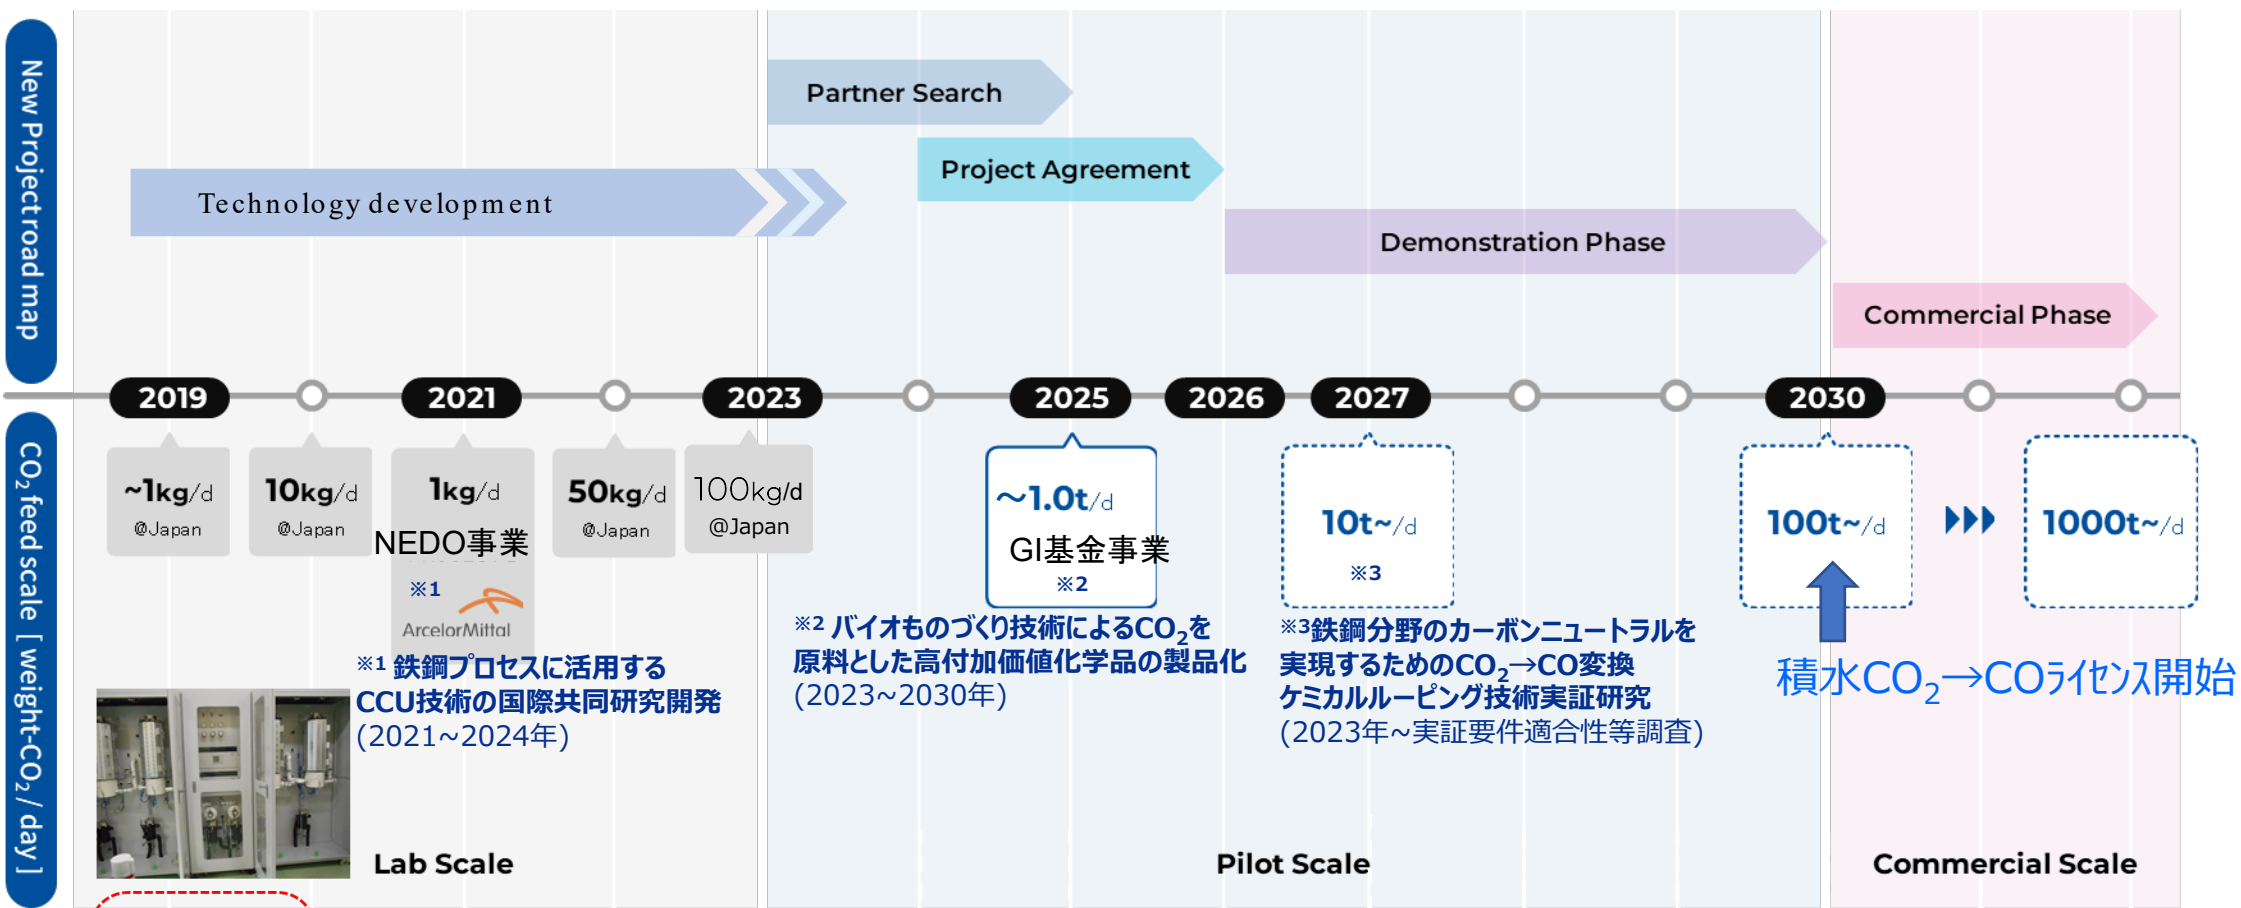 New Project road map
Partner Search
Project Agreement
Technology development
Demonstration Phase
Commercial Phase
2019
2021
2023
2025
2026
2027
2030
CO₂ feed scale [ weight-CO₂ / day ]
~1kg/d
@Japan
10kg/d
@Japan
1kg/d
NEDO事業
※1
ArcelorMittal
50kg/d
@Japan
100kg/d
@Japan
～1.0t/d
GI基金事業
※2
10t~/d
※3
100t~/d
1000t~/d
※1 鉄鋼プロセスに活用する
CCU技術の国際共同研究開発
(2021~2024年)
※2 バイオものづくり技術によるCO₂を
原料とした高付加価値化学品の製品化
(2023~2030年)
※3鉄鋼分野のカーボンニュートラルを
実現するためのCO₂→CO変換
ケミカルルーピング技術実証研究
(2023年~実証要件適合性等調査)
積水CO₂→COライセンス開始
Lab Scale
Pilot Scale
Commercial Scale